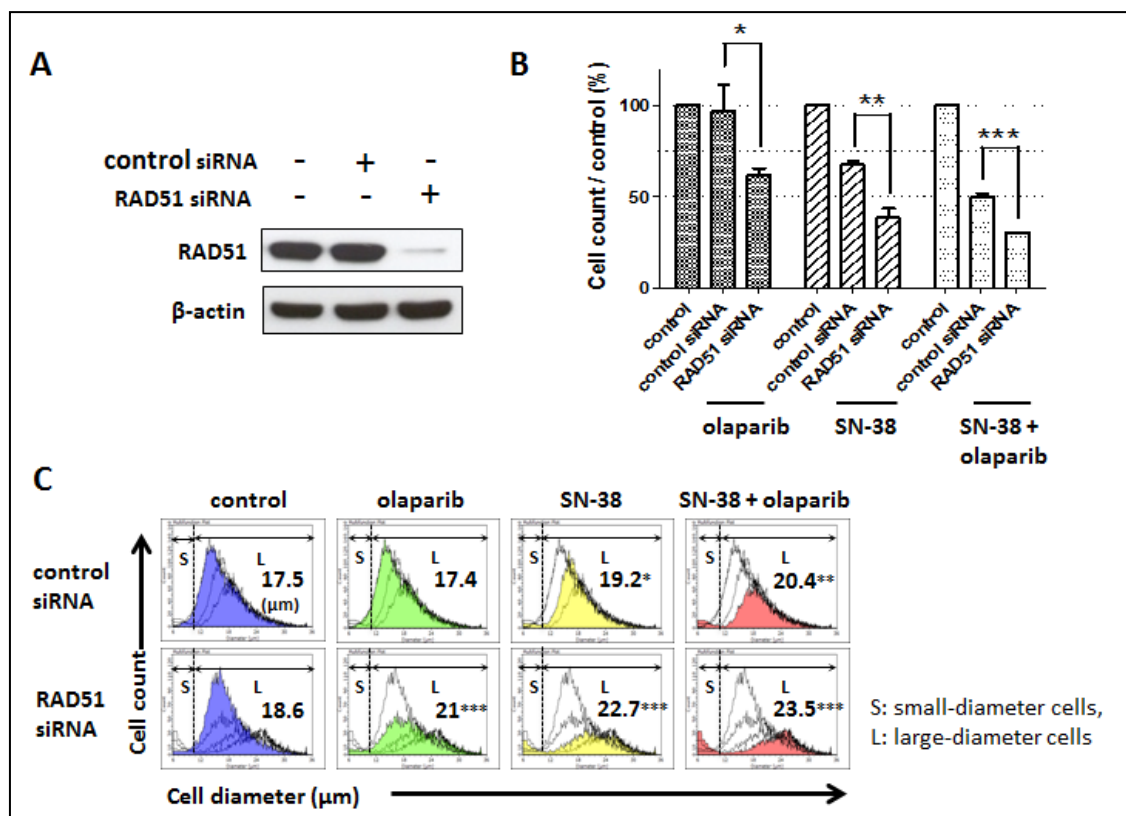 A
control siRNA - + -
RAD51 siRNA - - +
RAD51
β-actin
B
Cell count / control (%)
100
50
0
*
**
***
control
control siRNA
RAD51 siRNA
control
control siRNA
RAD51 siRNA
control
control siRNA
RAD51 siRNA
olaparib
SN-38
SN-38 +
olaparib
C
control
olaparib
SN-38
SN-38 + olaparib
Cell count
control
siRNA
S L
17.5
(μm)
S L
17.4
S L
19.2*
S L
20.4**
RAD51
siRNA
S L
18.6
S L
21***
S L
22.7***
S L
23.5***
Cell diameter (μm)
S: small-diameter cells,
L: large-diameter cells